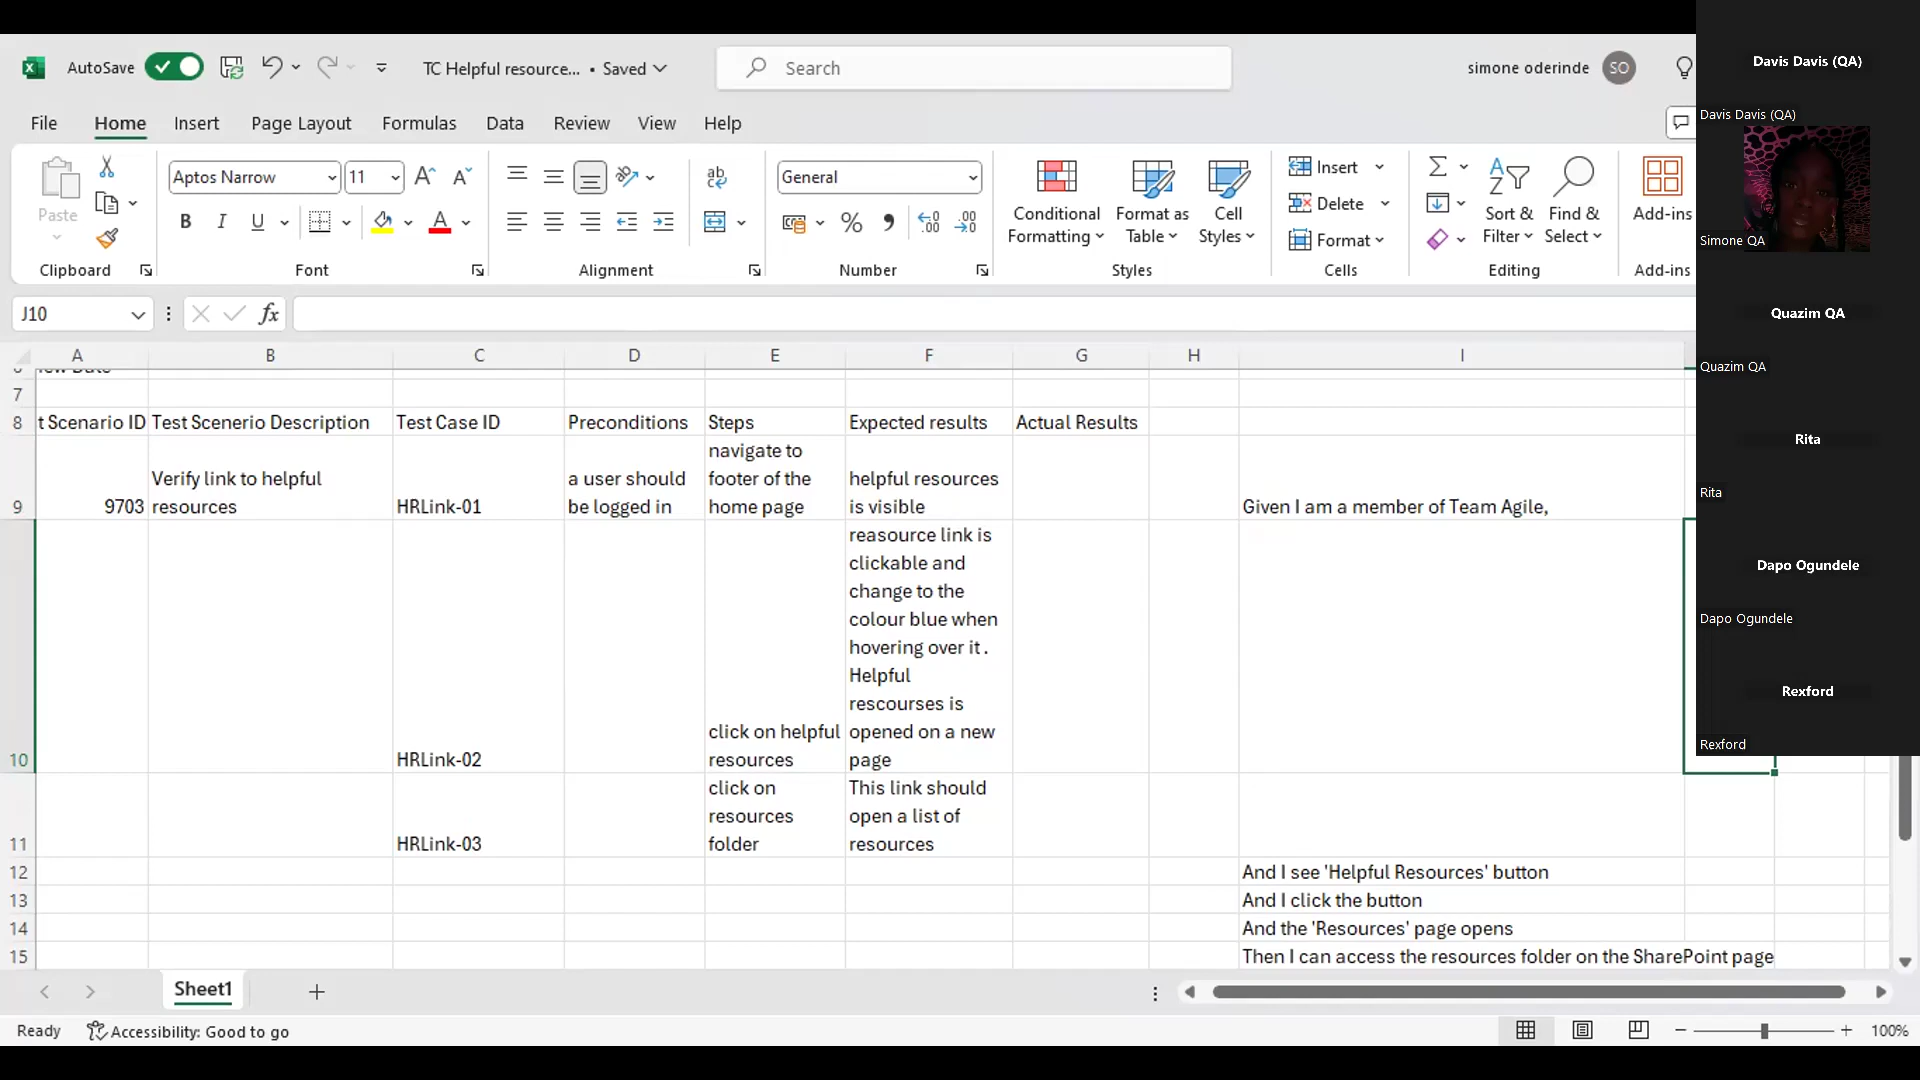 AutoSave
TC Helpful resource... • Saved
Search
simone oderinde
SO
File
Home
Insert
Page Layout
Formulas
Data
Review
View
Help
Paste
Aptos Narrow
11
B I U
A
ab
General
% 9
Conditional
Formatting
Format as
Table
Cell
Styles
Insert
Delete
Format
Sort &
Filter
Find &
Select
Add-ins
Clipboard
Font
Alignment
Number
Styles
Cells
Editing
Add-ins
J10
fx
A B C D E F G H I
7
8 t Scenario ID Test Scenerio Description Test Case ID Preconditions Steps Expected results Actual Results
9
9703
Verify link to helpful
resources
HRLink-01
a user should
be logged in
navigate to
footer of the
home page
helpful resources
is visible
Given I am a member of Team Agile,
10
HRLink-02
click on helpful
resources
reasource link is
clickable and
change to the
colour blue when
hovering over it .
Helpful
rescourses is
opened on a new
page
11
HRLink-03
click on
resources
folder
This link should
open a list of
resources
12 And I see 'Helpful Resources' button
13 And I click the button
14 And the 'Resources' page opens
15 Then I can access the resources folder on the SharePoint page
Sheet1
Ready
Accessibility: Good to go
100%
Davis Davis (QA)
Davis Davis (QA)
Simone QA
Quazim QA
Quazim QA
Rita
Rita
Dapo Ogundele
Dapo Ogundele
Rexford
Rexford